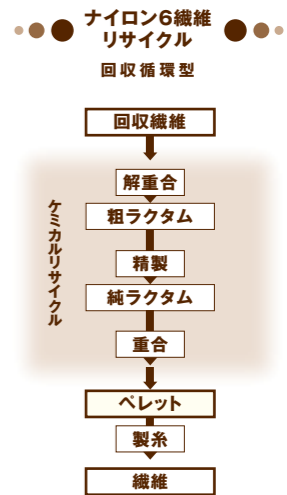 ナイロン6繊維
リサイクル
回収循環型
回収繊維
解重合
粗ラクタム
精製
純ラクタム
重合
ケミカルリサイクル
ペレット
製糸
繊維